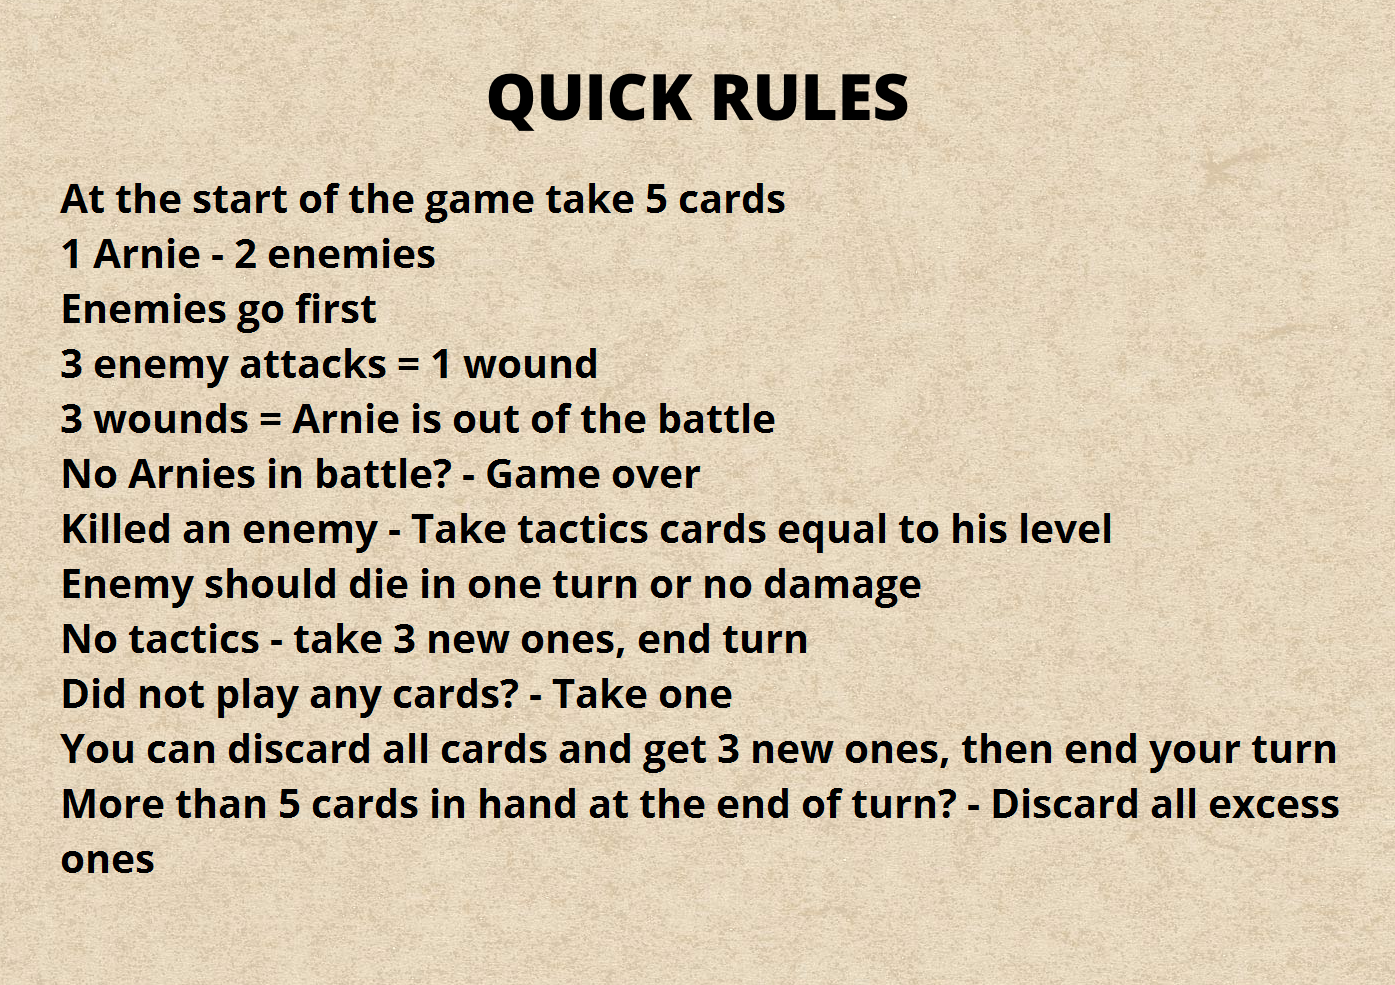 QUICK RULES
At the start of the game take 5 cards
1 Arnie - 2 enemies
Enemies go first
3 enemy attacks = 1 wound
3 wounds = Arnie is out of the battle
No Arnies in battle? - Game over
Killed an enemy - Take tactics cards equal to his level
Enemy should die in one turn or no damage
No tactics - take 3 new ones, end turn
Did not play any cards? - Take one
You can discard all cards and get 3 new ones, then end your turn
More than 5 cards in hand at the end of turn? - Discard all excess
ones